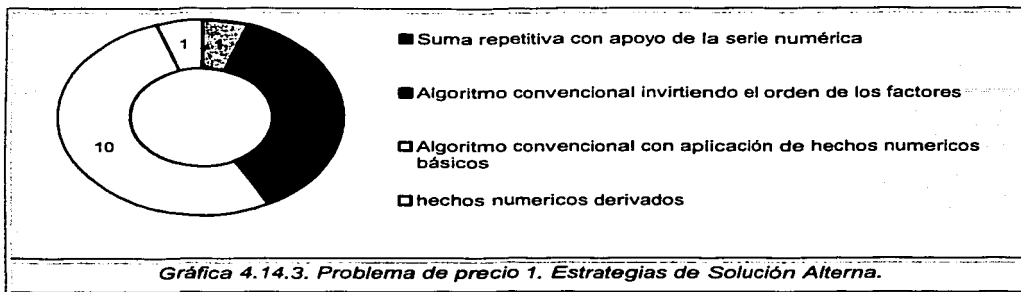 1
1
10
Suma repetitiva con apoyo de la serie numérica
Algoritmo convencional invirtiendo el orden de los factores
Algoritmo convencional con aplicación de hechos numericos
básicos
hechos numericos derivados
Gráfica 4.14.3. Problema de precio 1. Estrategias de Solución Alterna.